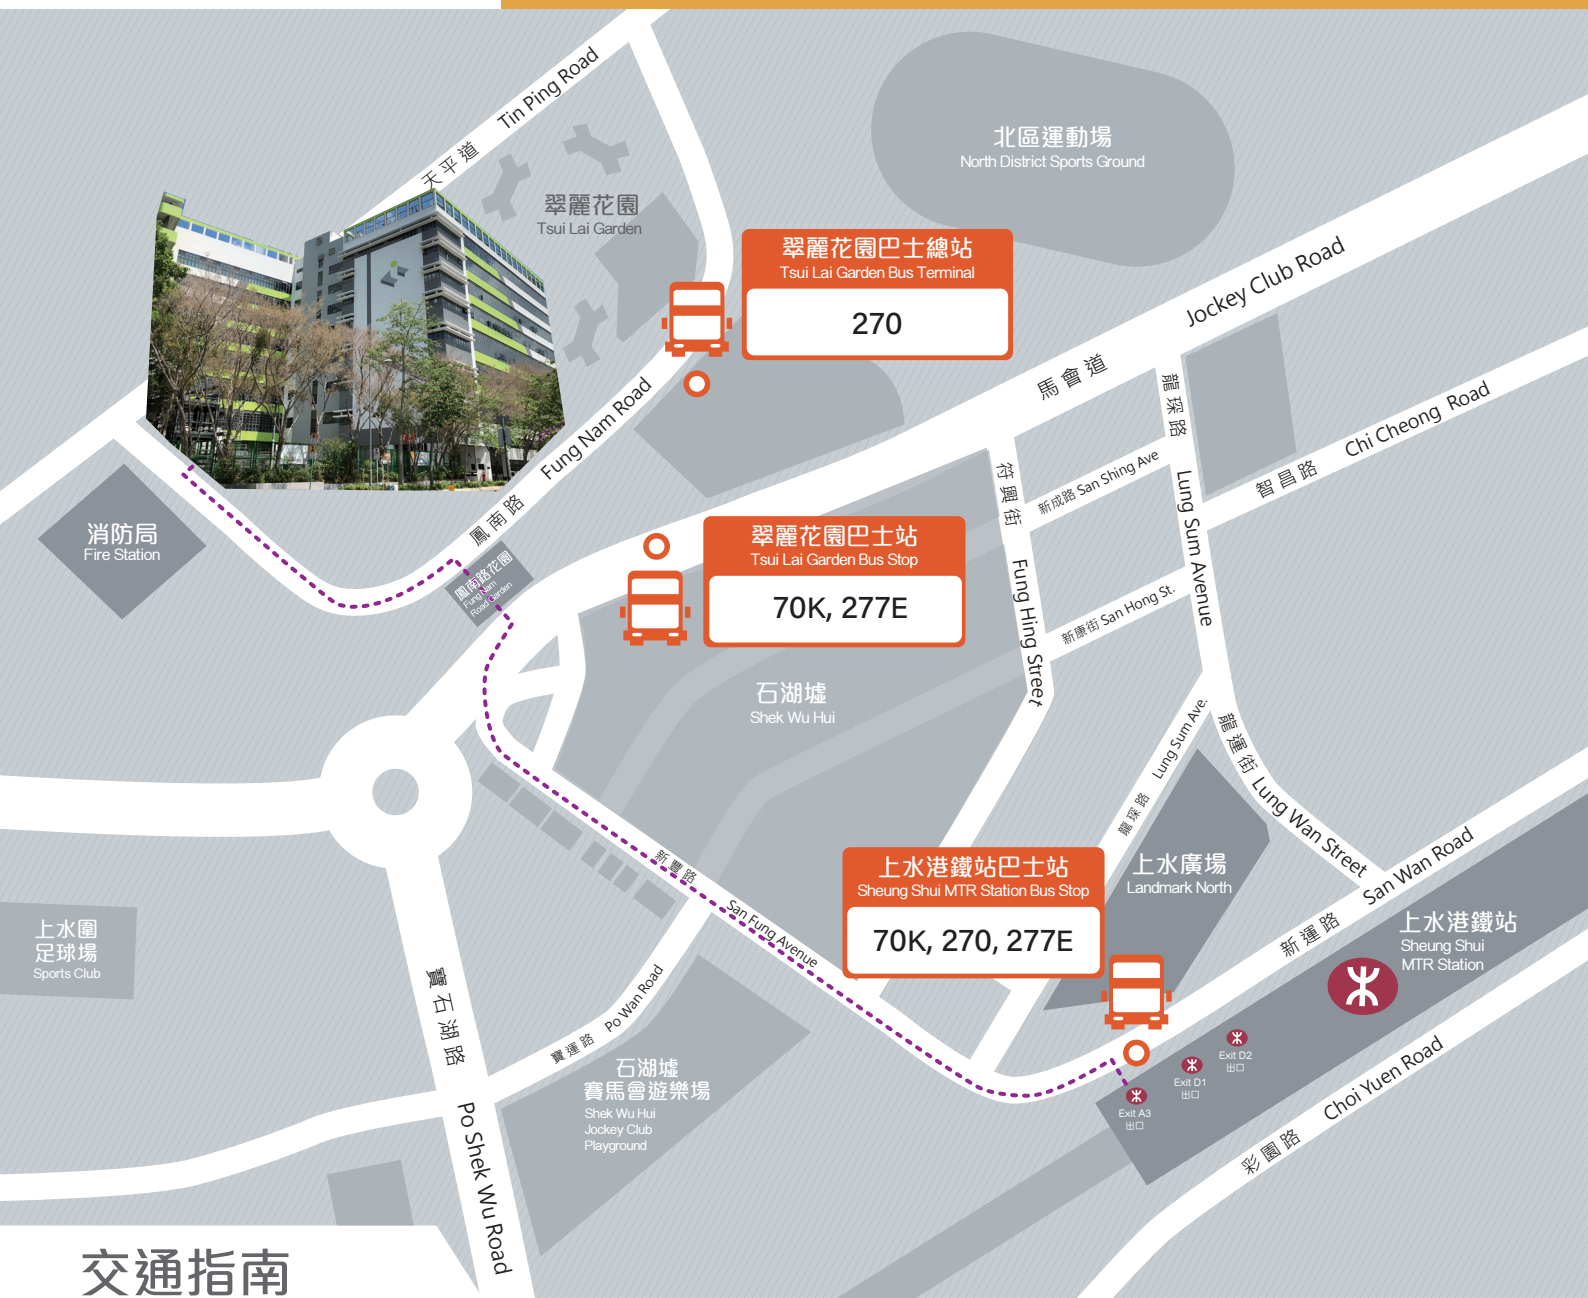 天平道 Tin Ping Road
北區運動場
North District Sports Ground
翠麗花園
Tsui Lai Garden
翠麗花園巴士總站
Tsui Lai Garden Bus Terminal
270
馬會道 Jockey Club Road
鳳南路 Fung Nam Road
龍琛路 Lung Sum Avenue
智昌路 Chi Cheong Road
符興街 Fung Hing Street
新成路 San Shing Ave
消防局
Fire Station
鳳南路花園
Fung Nam
Road Garden
翠麗花園巴士站
Tsui Lai Garden Bus Stop
70K, 277E
新康街 San Hong St.
石湖墟
Shek Wu Hui
龍琛路 Lung Sum Ave.
龍運街 Lung Wan Street
新豐路 San Fung Avenue
上水港鐵站巴士站
Sheung Shui MTR Station Bus Stop
70K, 270, 277E
上水廣場
Landmark North
新運路 San Wan Road
上水港鐵站
Sheung Shui
MTR Station
上水圍
足球場
Sports Club
寶石湖路 Po Shek Wu Road
寶運路 Po Wan Road
石湖墟
賽馬會遊樂場
Shek Wu Hui
Jockey Club
Playground
Exit D2
出口
Exit D1
出口
Exit A3
出口
彩園路 Choi Yuen Road
交通指南